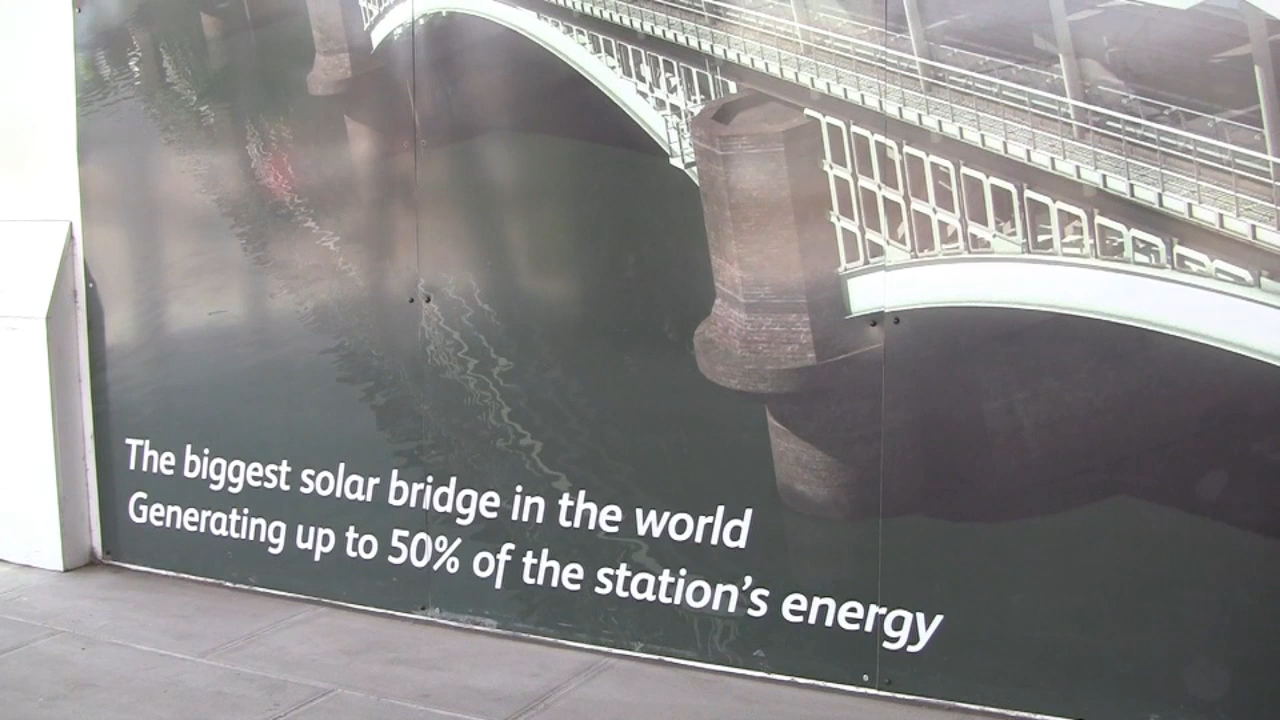 The biggest solar bridge in the world
Generating up to 50% of the station's energy